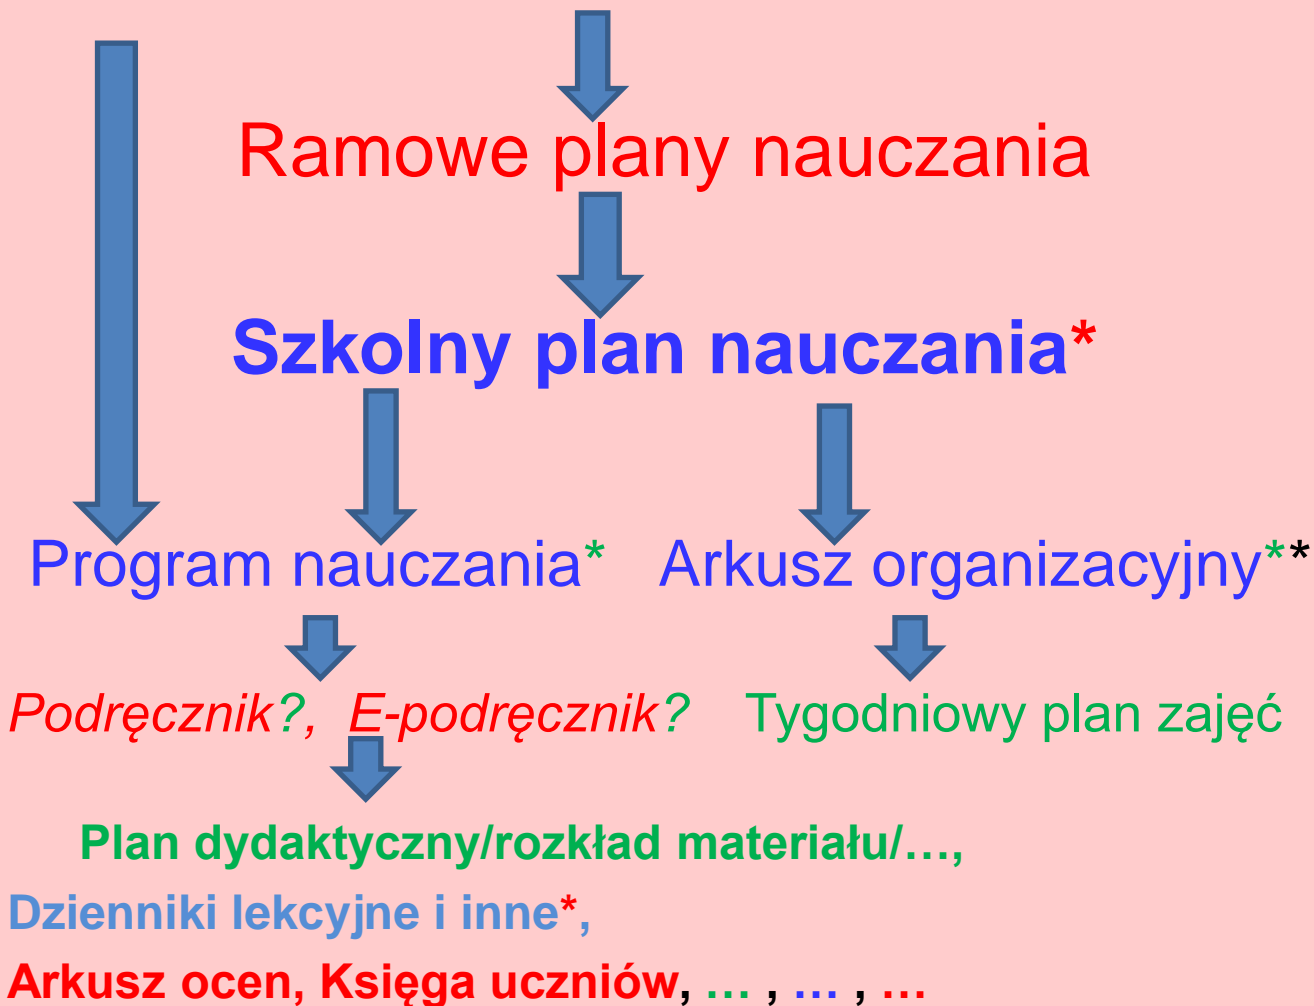 Ramowe plany nauczania
Szkolny plan nauczania*
Program nauczania* Arkusz organizacyjny**
Podręcznik?, E-podręcznik? Tygodniowy plan zajęć
Plan dydaktyczny/rozkład materiału/…,
Dzienniki lekcyjne i inne*,
Arkusz ocen, Księga uczniów, … , … , …